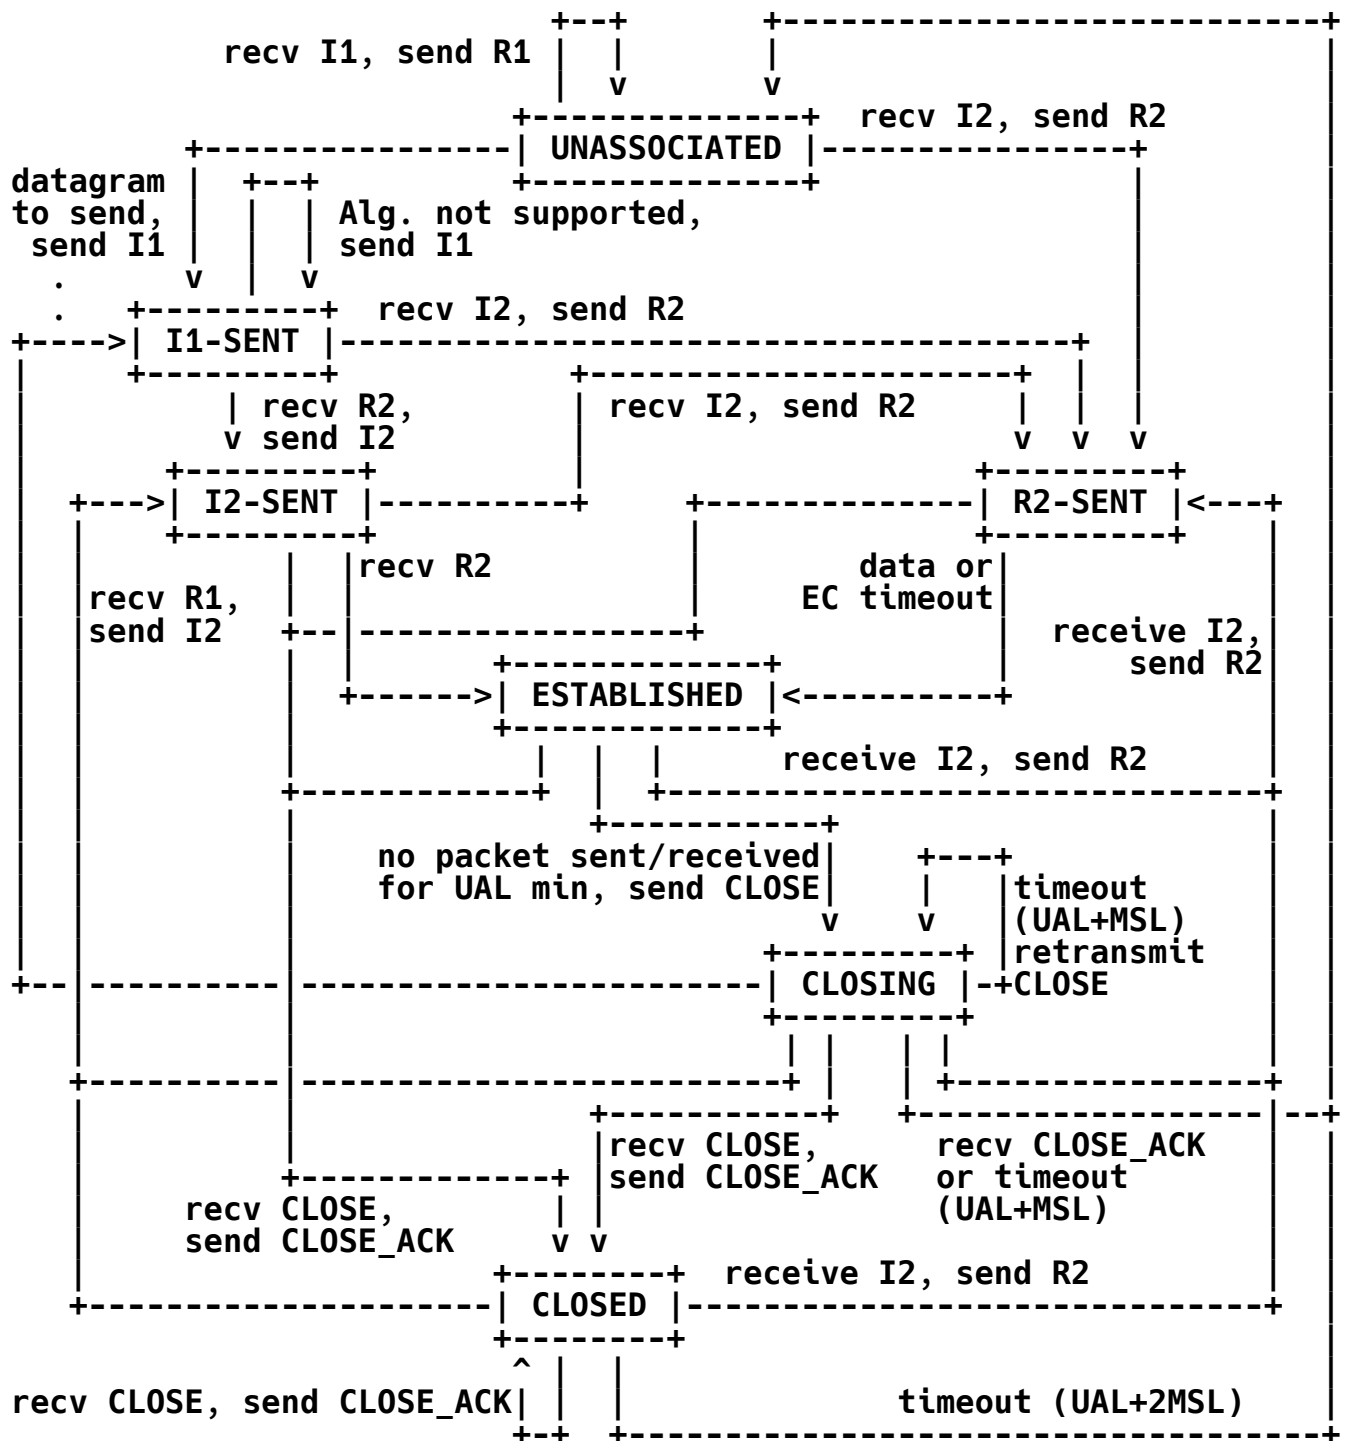 recv I1, send R1
recv I2, send R2
UNASSOCIATED
datagram
to send,
send I1
Alg. not supported,
send I1
.
.
recv I2, send R2
I1-SENT
recv R2,
send I2
recv I2, send R2
I2-SENT
R2-SENT
recv R2
data or
EC timeout
recv R1,
send I2
receive I2,
send R2
ESTABLISHED
receive I2, send R2
no packet sent/received
for UAL min, send CLOSE
timeout
(UAL+MSL)
retransmit
CLOSE
CLOSING
recv CLOSE,
send CLOSE_ACK
recv CLOSE_ACK
or timeout
(UAL+MSL)
recv CLOSE,
send CLOSE_ACK
receive I2, send R2
CLOSED
recv CLOSE, send CLOSE_ACK
timeout (UAL+2MSL)